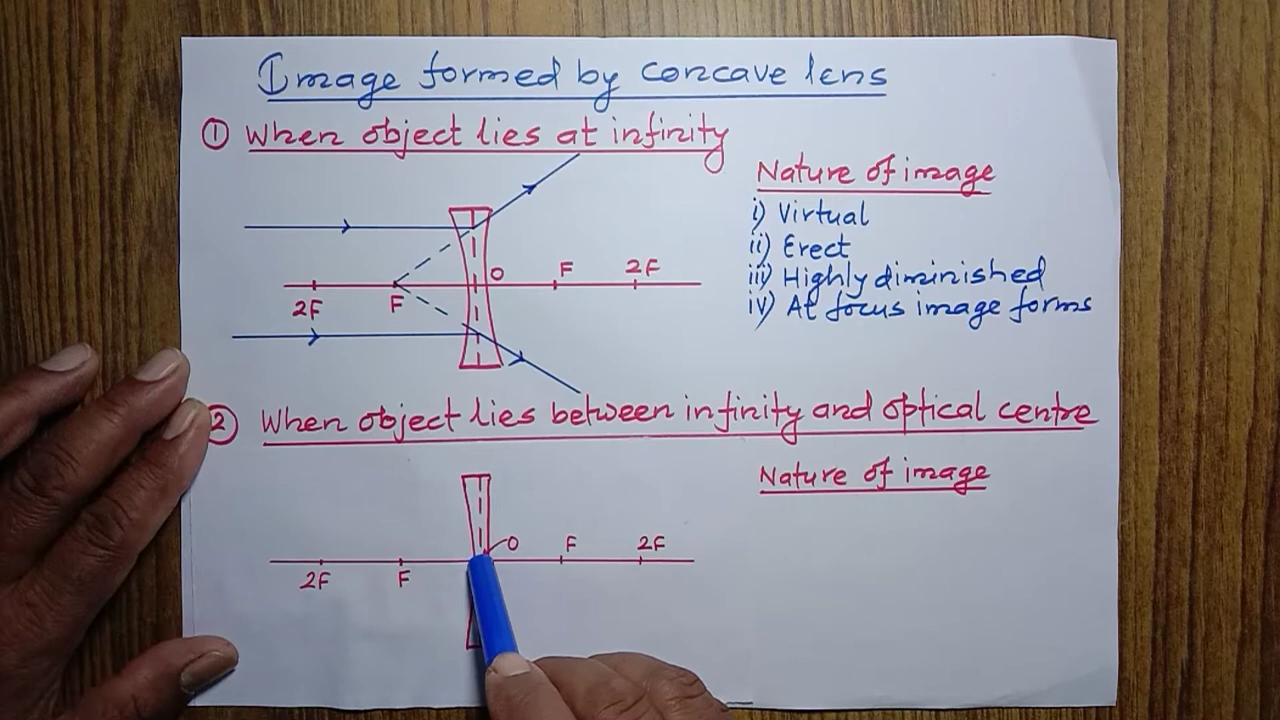 Image formed by concave lens
① When object lies at infinity
Nature of image
i) Virtual
ii) Erect
iii) Highly diminished
iv) At focus image forms
2F F O F 2F
② When object lies between infinity and optical centre
Nature of image
2F F O F 2F